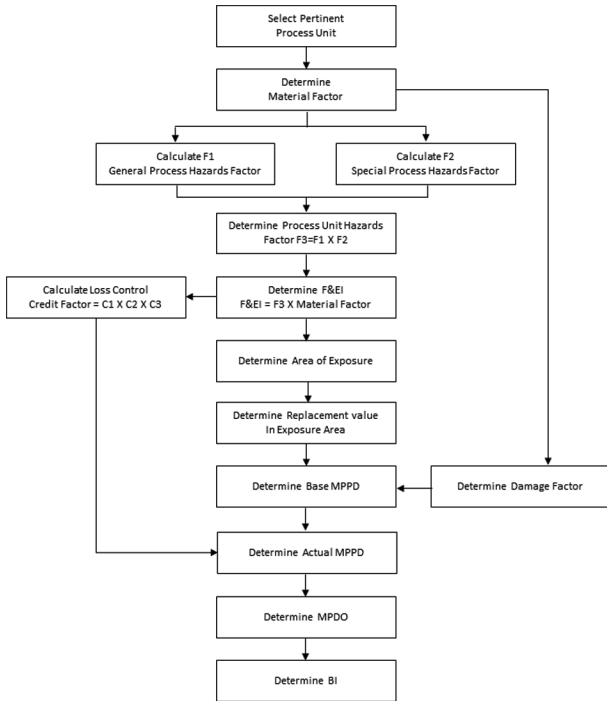 Select Pertinent
Process Unit
Determine
Material Factor
Calculate F1
General Process Hazards Factor
Calculate F2
Special Process Hazards Factor
Determine Process Unit Hazards
Factor F3=F1 X F2
Calculate Loss Control
Credit Factor = C1 X C2 X C3
Determine F&EI
F&EI = F3 X Material Factor
Determine Area of Exposure
Determine Replacement value
In Exposure Area
Determine Base MPPD
Determine Damage Factor
Determine Actual MPPD
Determine MPDO
Determine BI